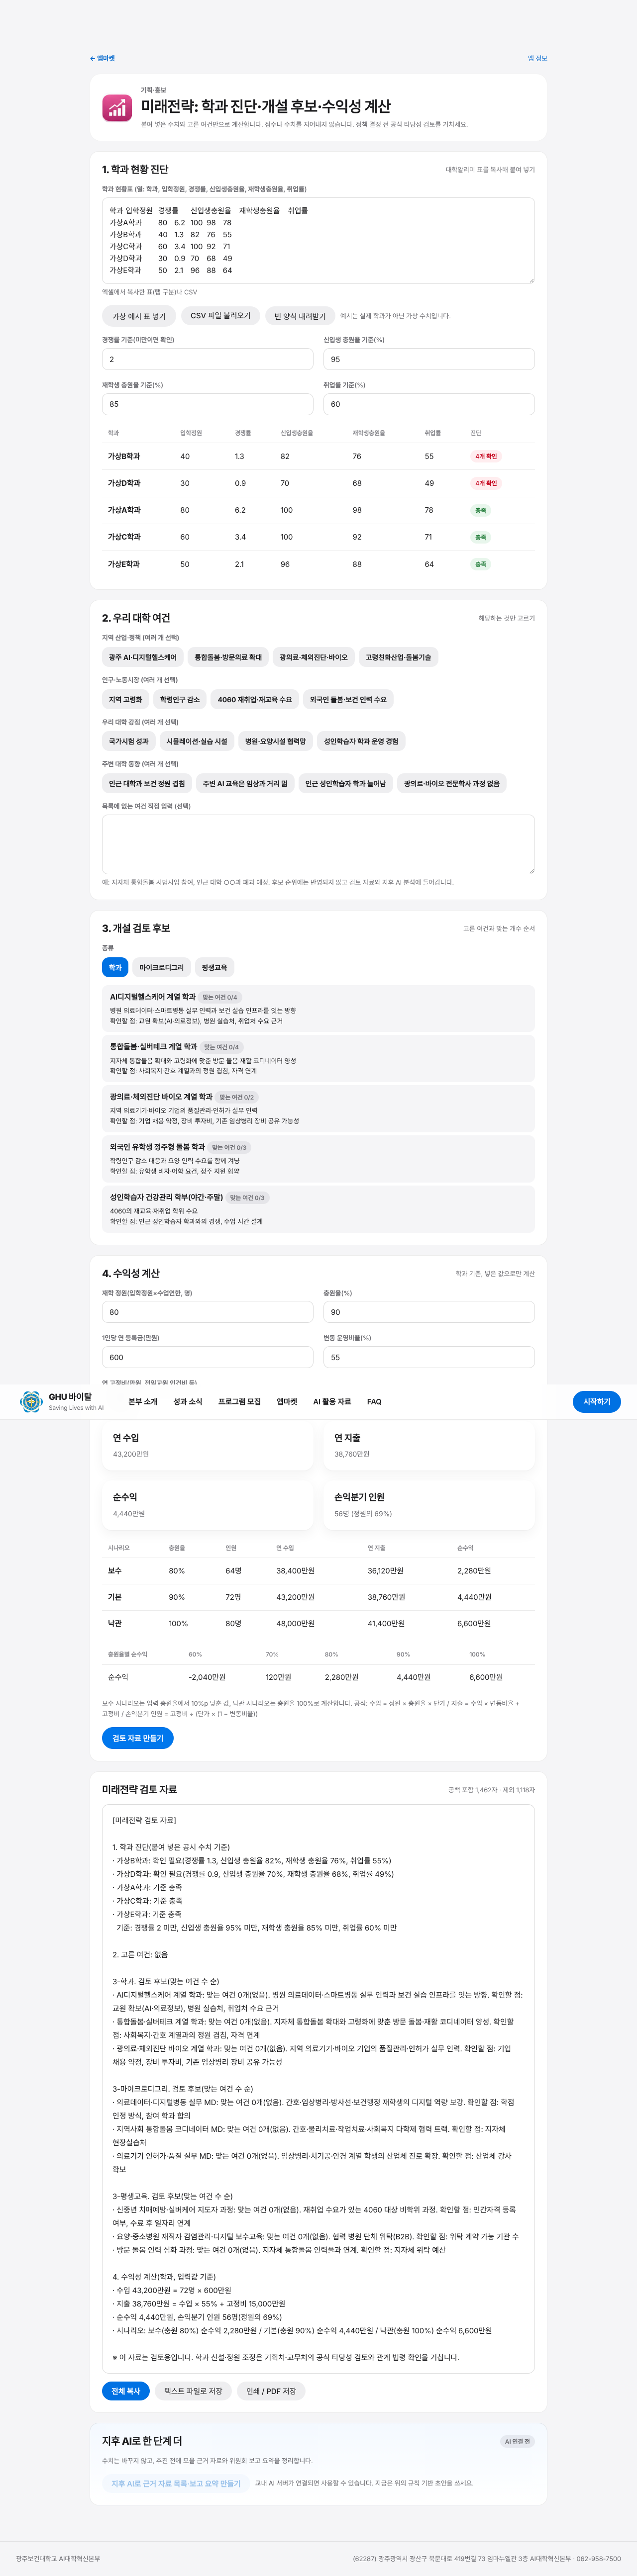 ← 앱마켓
앱 정보
기획·홍보
미래전략: 학과 진단·개설 후보·수익성 계산
붙여 넣은 수치와 고른 여건만으로 계산합니다. 점수나 수치를 지어내지 않습니다. 정책 결정 전 공식 타당성 검토를 거치세요.
1. 학과 현황 진단
대학알리미 표를 복사해 붙여 넣기
학과 현황표 (열: 학과, 입학정원, 경쟁률, 신입생충원율, 재학생충원율, 취업률)
학과 입학정원 경쟁률 신입생충원율 재학생충원율 취업률
가상A학과 80 6.2 100 98 78
가상B학과 40 1.3 82 76 55
가상C학과 60 3.4 100 92 71
가상D학과 30 0.9 70 68 49
가상E학과 50 2.1 96 88 64
엑셀에서 복사한 표(탭 구분)나 CSV
가상 예시 표 넣기
CSV 파일 불러오기
빈 양식 내려받기
예시는 실제 학과가 아닌 가상 수치입니다.
경쟁률 기준(미만이면 확인)
신입생 충원율 기준(%)
2
95
재학생 충원율 기준(%)
취업률 기준(%)
85
60
학과 입학정원 경쟁률 신입생충원율 재학생충원율 취업률 진단
가상B학과 40 1.3 82 76 55 4개 확인
가상D학과 30 0.9 70 68 49 4개 확인
가상A학과 80 6.2 100 98 78 충족
가상C학과 60 3.4 100 92 71 충족
가상E학과 50 2.1 96 88 64 충족
2. 우리 대학 여건
해당하는 것만 고르기
지역 산업·정책 (여러 개 선택)
광주 AI·디지털헬스케어
통합돌봄·방문의료 확대
광의료·체외진단·바이오
고령친화산업·돌봄기술
인구·노동시장 (여러 개 선택)
지역 고령화
학령인구 감소
4060 재취업·재교육 수요
외국인 돌봄·보건 인력 수요
우리 대학 강점 (여러 개 선택)
국가시험 성과
시뮬레이션·실습 시설
병원·요양시설 협력망
성인학습자 학과 운영 경험
주변 대학 동향 (여러 개 선택)
인근 대학과 보건 정원 겹침
주변 AI 교육은 임상과 거리 멂
인근 성인학습자 학과 늘어남
광의료·바이오 전문학사 과정 없음
목록에 없는 여건 직접 입력 (선택)
예: 지자체 통합돌봄 시범사업 참여, 인근 대학 ○○과 폐과 예정. 후보 순위에는 반영되지 않고 검토 자료와 지후 AI 분석에 들어갑니다.
3. 개설 검토 후보
고른 여건과 맞는 개수 순서
종류
학과
마이크로디그리
평생교육
AI디지털헬스케어 계열 학과 맞는 여건 0/4
병원 의료데이터·스마트병동 실무 인력과 보건 실습 인프라를 잇는 방향
확인할 점: 교원 확보(AI·의료정보), 병원 실습처, 취업처 수요 근거
통합돌봄·실버테크 계열 학과 맞는 여건 0/4
지자체 통합돌봄 확대와 고령화에 맞춘 방문 돌봄·재활 코디네이터 양성
확인할 점: 사회복지·간호 계열과의 정원 겹침, 자격 연계
광의료·체외진단 바이오 계열 학과 맞는 여건 0/2
지역 의료기기·바이오 기업의 품질관리·인허가 실무 인력
확인할 점: 기업 채용 약정, 장비 투자비, 기존 임상병리 장비 공유 가능성
외국인 유학생 정주형 돌봄 학과 맞는 여건 0/3
학령인구 감소 대응과 요양 인력 수요를 함께 겨냥
확인할 점: 유학생 비자·어학 요건, 정주 지원 협약
성인학습자 건강관리 학부(야간·주말) 맞는 여건 0/3
4060의 재교육·재취업 학위 수요
확인할 점: 인근 성인학습자 학과와의 경쟁, 수업 시간 설계
4. 수익성 계산
학과 기준, 넣은 값으로만 계산
재학 정원(입학정원×수업연한, 명)
충원율(%)
80
90
1인당 연 등록금(만원)
변동 운영비율(%)
600
55
GHU 바이탈
Saving Lives with AI
본부 소개
성과 소식
프로그램 모집
앱마켓
AI 활용 자료
FAQ
시작하기
연 수입
43,200만원
연 지출
38,760만원
순수익
4,440만원
손익분기 인원
56명 (정원의 69%)
시나리오 충원율 인원 연 수입 연 지출 순수익
보수 80% 64명 38,400만원 36,120만원 2,280만원
기본 90% 72명 43,200만원 38,760만원 4,440만원
낙관 100% 80명 48,000만원 41,400만원 6,600만원
충원율별 순수익 60% 70% 80% 90% 100%
순수익 -2,040만원 120만원 2,280만원 4,440만원 6,600만원
보수 시나리오는 입력 충원율에서 10%p 낮춘 값, 낙관 시나리오는 충원율 100%로 계산합니다. 공식: 수입 = 정원 × 충원율 × 단가 / 지출 = 수입 × 변동비율 +
고정비 / 손익분기 인원 = 고정비 ÷ (단가 × (1 − 변동비율))
검토 자료 만들기
미래전략 검토 자료
공백 포함 1,462자 · 제외 1,118자
[미래전략 검토 자료]
1. 학과 진단(붙여 넣은 공시 수치 기준)
· 가상B학과: 확인 필요(경쟁률 1.3, 신입생 충원율 82%, 재학생 충원율 76%, 취업률 55%)
· 가상D학과: 확인 필요(경쟁률 0.9, 신입생 충원율 70%, 재학생 충원율 68%, 취업률 49%)
· 가상A학과: 기준 충족
· 가상C학과: 기준 충족
· 가상E학과: 기준 충족
기준: 경쟁률 2 미만, 신입생 충원율 95% 미만, 재학생 충원율 85% 미만, 취업률 60% 미만
2. 고른 여건: 없음
3-학과. 검토 후보(맞는 여건 수 순)
· AI디지털헬스케어 계열 학과: 맞는 여건 0개(없음). 병원 의료데이터·스마트병동 실무 인력과 보건 실습 인프라를 잇는 방향. 확인할 점:
교원 확보(AI·의료정보), 병원 실습처, 취업처 수요 근거
· 통합돌봄·실버테크 계열 학과: 맞는 여건 0개(없음). 지자체 통합돌봄 확대와 고령화에 맞춘 방문 돌봄·재활 코디네이터 양성. 확인할
점: 사회복지·간호 계열과의 정원 겹침, 자격 연계
· 광의료·체외진단 바이오 계열 학과: 맞는 여건 0개(없음). 지역 의료기기·바이오 기업의 품질관리·인허가 실무 인력. 확인할 점: 기업
채용 약정, 장비 투자비, 기존 임상병리 장비 공유 가능성
3-마이크로디그리. 검토 후보(맞는 여건 수 순)
· 의료데이터·디지털병동 실무 MD: 맞는 여건 0개(없음). 간호·임상병리·방사선·보건행정 재학생의 디지털 역량 보강. 확인할 점: 학점
인정 방식, 참여 학과 합의
· 지역사회 통합돌봄 코디네이터 MD: 맞는 여건 0개(없음). 간호·물리치료·작업치료·사회복지 다학제 협력 트랙. 확인할 점: 지자체
현장실습처
· 의료기기 인허가·품질 실무 MD: 맞는 여건 0개(없음). 임상병리·치기공·안경 계열 학생의 산업체 진로 확장. 확인할 점: 산업체 강사
확보
3-평생교육. 검토 후보(맞는 여건 수 순)
· 신중년 치매예방·실버케어 지도자 과정: 맞는 여건 0개(없음). 재취업 수요가 있는 4060 대상 비학위 과정. 확인할 점: 민간자격 등록
여부, 수료 후 일자리 연계
· 요양·중소병원 재직자 감염관리·디지털 보수교육: 맞는 여건 0개(없음). 협력 병원 단체 위탁(B2B). 확인할 점: 위탁 계약 가능 기관 수
· 방문 돌봄 인력 심화 과정: 맞는 여건 0개(없음). 지자체 통합돌봄 인력풀과 연계. 확인할 점: 지자체 위탁 예산
4. 수익성 계산(학과, 입력값 기준)
· 수입 43,200만원 = 72명 × 600만원
· 지출 38,760만원 = 수입 × 55% + 고정비 15,000만원
· 순수익 4,440만원, 손익분기 인원 56명(정원의 69%)
· 시나리오: 보수(충원 80%) 순수익 2,280만원 / 기본(충원 90%) 순수익 4,440만원 / 낙관(충원 100%) 순수익 6,600만원
※ 이 자료는 검토용입니다. 학과 신설·정원 조정은 기획처·교무처의 공식 타당성 검토와 관계 법령 확인을 거칩니다.
전체 복사
텍스트 파일로 저장
인쇄 / PDF 저장
지후 AI로 한 단계 더
AI 연결 전
수치는 바꾸지 않고, 추진 전에 모을 근거 자료와 위원회 보고 요약을 정리합니다.
지후 AI로 근거 자료 목록·보고 요약 만들기
교내 AI 서버가 연결되면 사용할 수 있습니다. 지금은 위의 규칙 기반 초안을 쓰세요.
광주보건대학교 AI대학혁신본부
(62287) 광주광역시 광산구 북문대로 419번길 73 임마누엘관 3층 AI대학혁신본부 · 062-958-7500